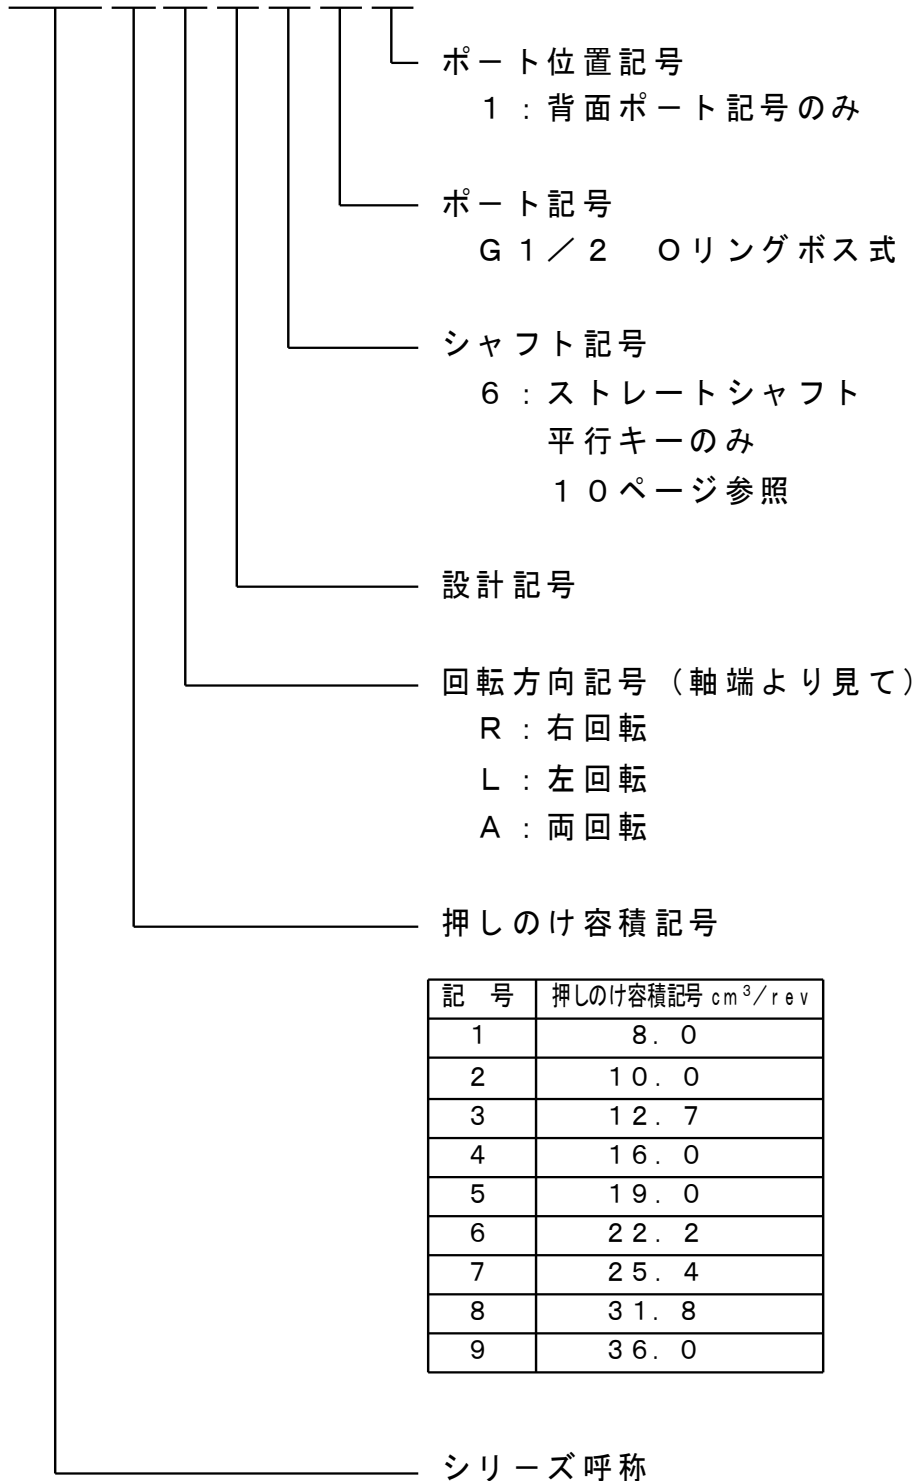 ポート位置記号
1:背面ポート記号のみ
ポート記号
G1/2 Oリングボス式
シャフト記号
6:ストレートシャフト
平行キーのみ
10ページ参照
設計記号
回転方向記号(軸端より見て)
R:右回転
L:左回転
A:両回転
押しのけ容積記号
記 号 押しのけ容積記号 cm³/rev
1 8.0
2 10.0
3 12.7
4 16.0
5 19.0
6 22.2
7 25.4
8 31.8
9 36.0
シリーズ呼称